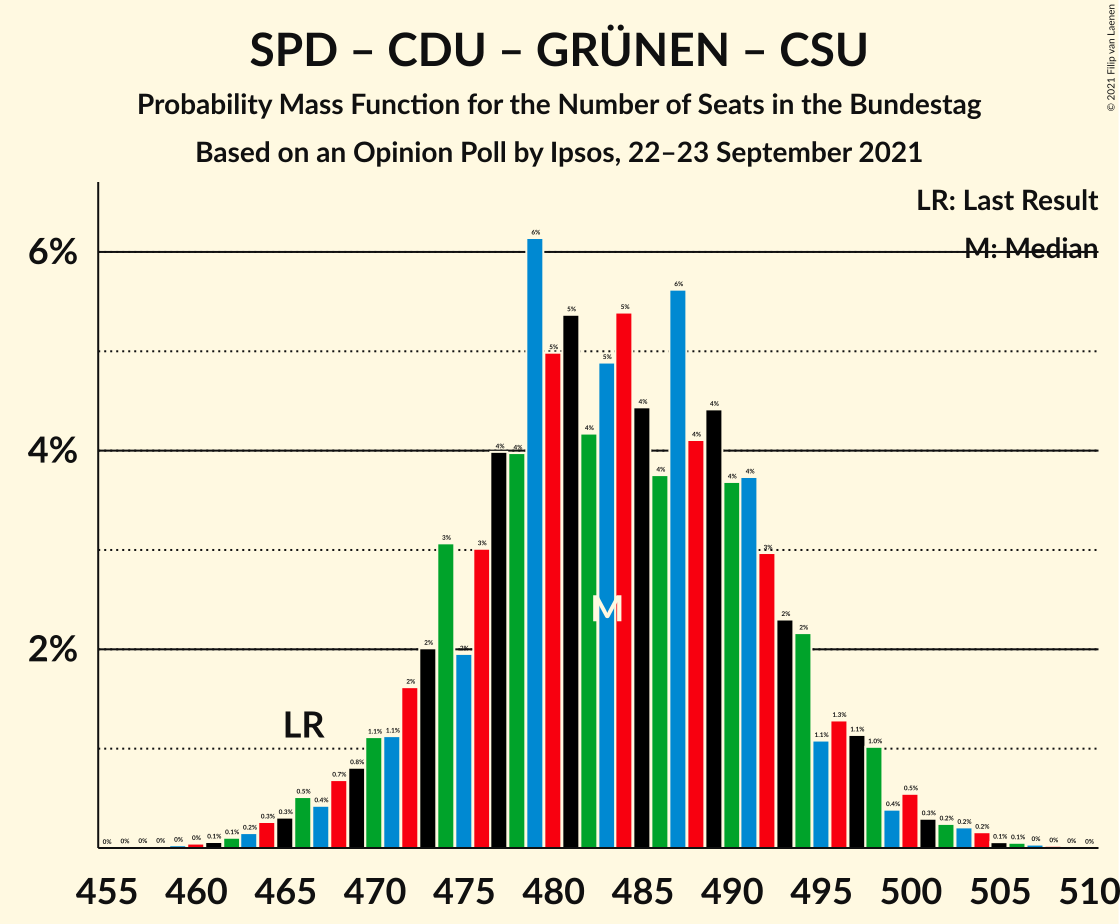 SPD – CDU – GRÜNEN – CSU
Probability Mass Function for the Number of Seats in the Bundestag
Based on an Opinion Poll by Ipsos, 22–23 September 2021
© 2021 Filip van Laenen
LR: Last Result
M: Median
6%
4%
2%
LR
M
0% 0% 0% 0% 0% 0% 0.1% 0.1% 0.2% 0.3% 0.3% 0.5% 0.4% 0.7% 0.8% 1.1% 1.1% 2% 2% 3% 2% 3% 4% 4% 6% 5% 5% 4% 5% 5% 4% 4% 6% 4% 4% 4% 4% 3% 2% 2% 1.1% 1.3% 1.1% 1.0% 0.4% 0.5% 0.3% 0.2% 0.2% 0.2% 0.1% 0.1% 0% 0% 0% 0%
455 460 465 470 475 480 485 490 495 500 505 510